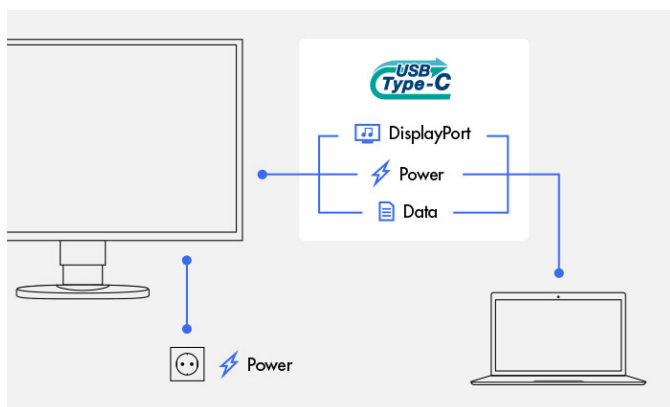 USB
Type-C
DisplayPort
Power
Data
Power